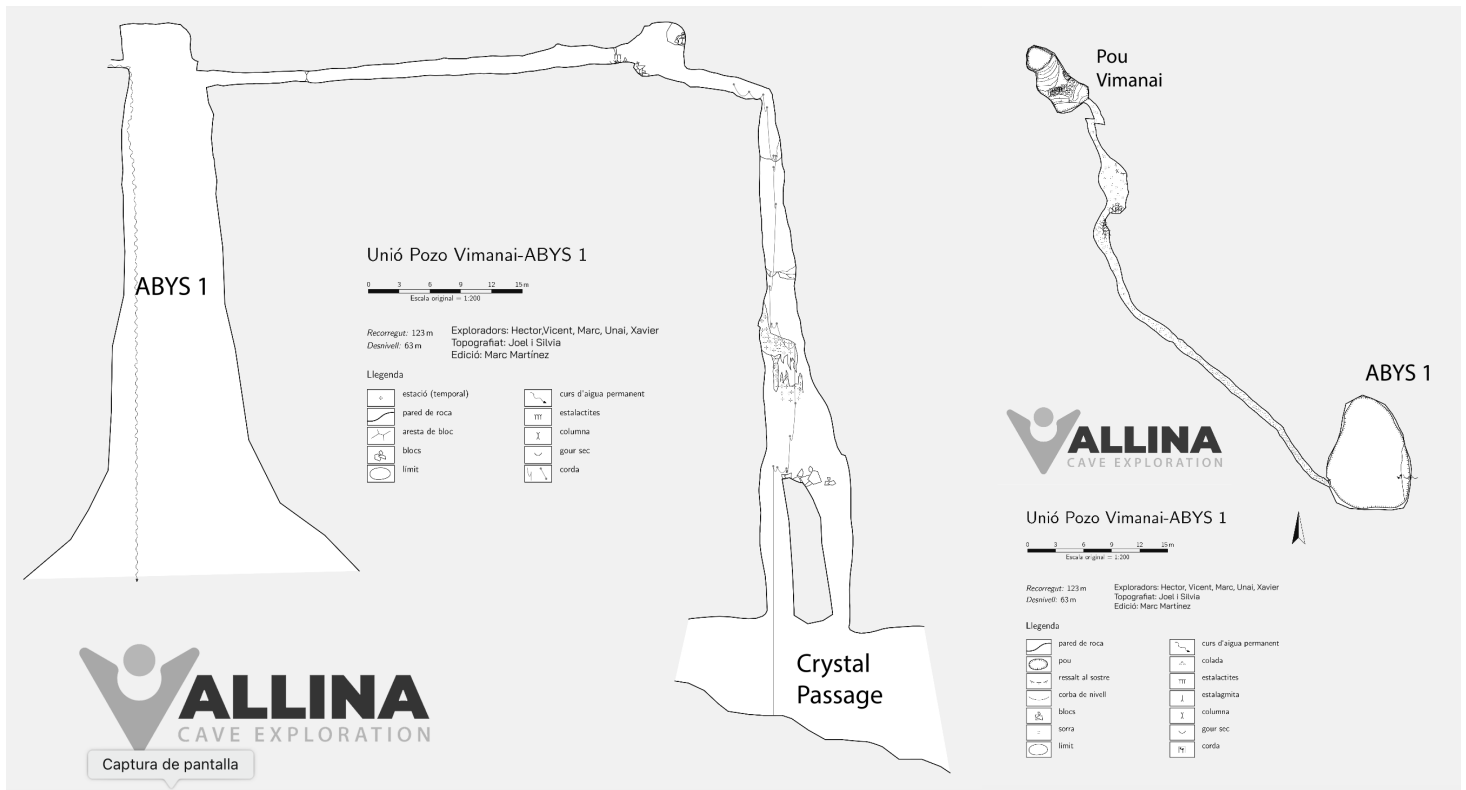 ABYS 1
Unió Pozo Vimanai-ABYS 1
0 3 6 9 12 15 m
Escala original = 1:200
Recorregut: 123 m
Desnivell: 63 m
Exploradors: Hector,Vicent, Marc, Unai, Xavier
Topografiat: Joel i Silvia
Edició: Marc Martínez
Llegenda
estació (temporal)
pared de roca
aresta de bloc
blocs
límit
curs d'aigua permanent
estalactites
columna
gour sec
corda
Crystal
Passage
VALLINA
CAVE EXPLORATION
Captura de pantalla
Pou
Vimanai
ABYS 1
VALLINA
CAVE EXPLORATION
Unió Pozo Vimanai-ABYS 1
0 3 6 9 12 15 m
Escala original = 1:200
Recorregut: 123 m
Desnivell: 63 m
Exploradors: Hector, Vicent, Marc, Unai, Xavier
Topografiat: Joel i Silvia
Edició: Marc Martínez
Llegenda
pared de roca
pou
ressalt al sostre
corba de nivell
blocs
sorra
límit
curs d'aigua permanent
colada
estalactites
estalagmita
columna
gour sec
corda